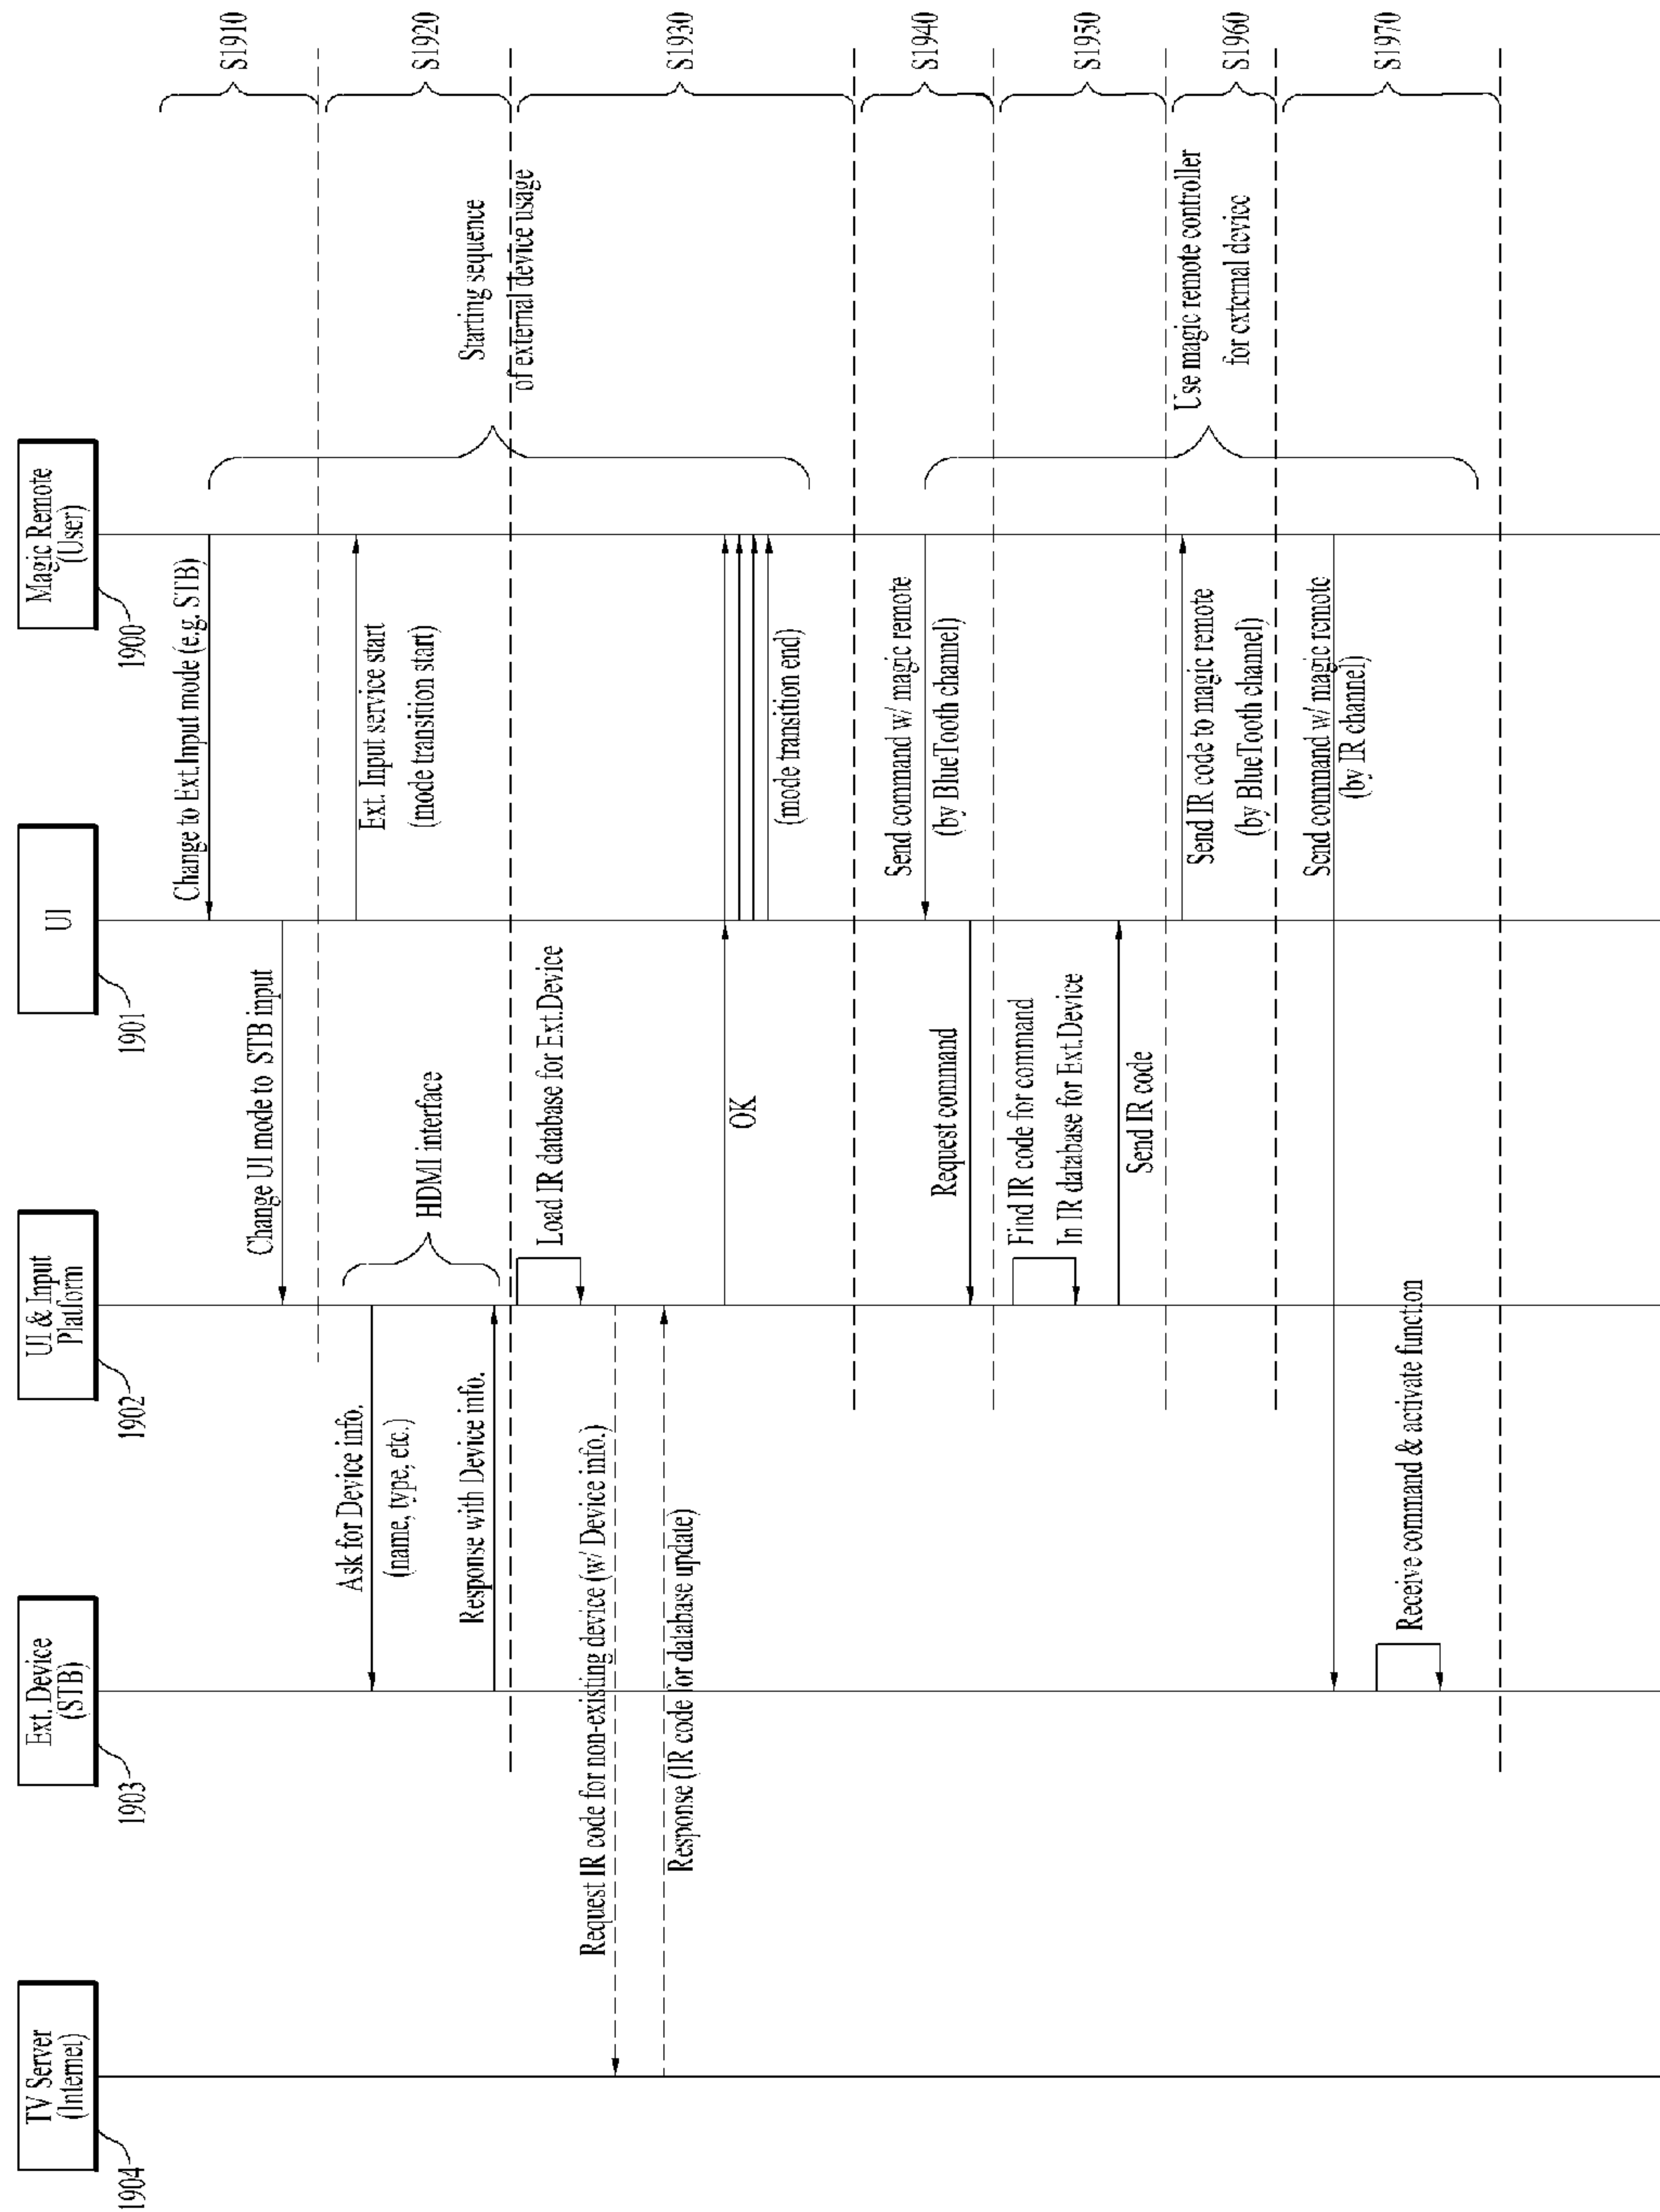 TV Server
(Internet)
1904
Ext. Device
(STB)
1903
UI & Input
Platform
1902
UI
1901
Magic Remote
(User)
1900
Change to Ext.Input mode (e.g. STB)
Change UI mode to STB input
S1910
Ext. Input service start
(mode transition start)
Ask for Device info.
(name, type, etc.)
HDMI interface
Response with Device info.
S1920
Starting sequence
of external device usage
Load IR database for Ext.Device
Request IR code for non-existing device (w/ Device info.)
Response (IR code for database update)
OK
(mode transition end)
S1930
Send command w/ magic remote
(by BlueTooth channel)
Request command
S1940
Find IR code for command
In IR database for Ext.Device
Send IR code
S1950
Send IR code to magic remote
(by BlueTooth channel)
Use magic remote controller
for external device
S1960
Send command w/ magic remote
(by IR channel)
Receive command & activate function
S1970